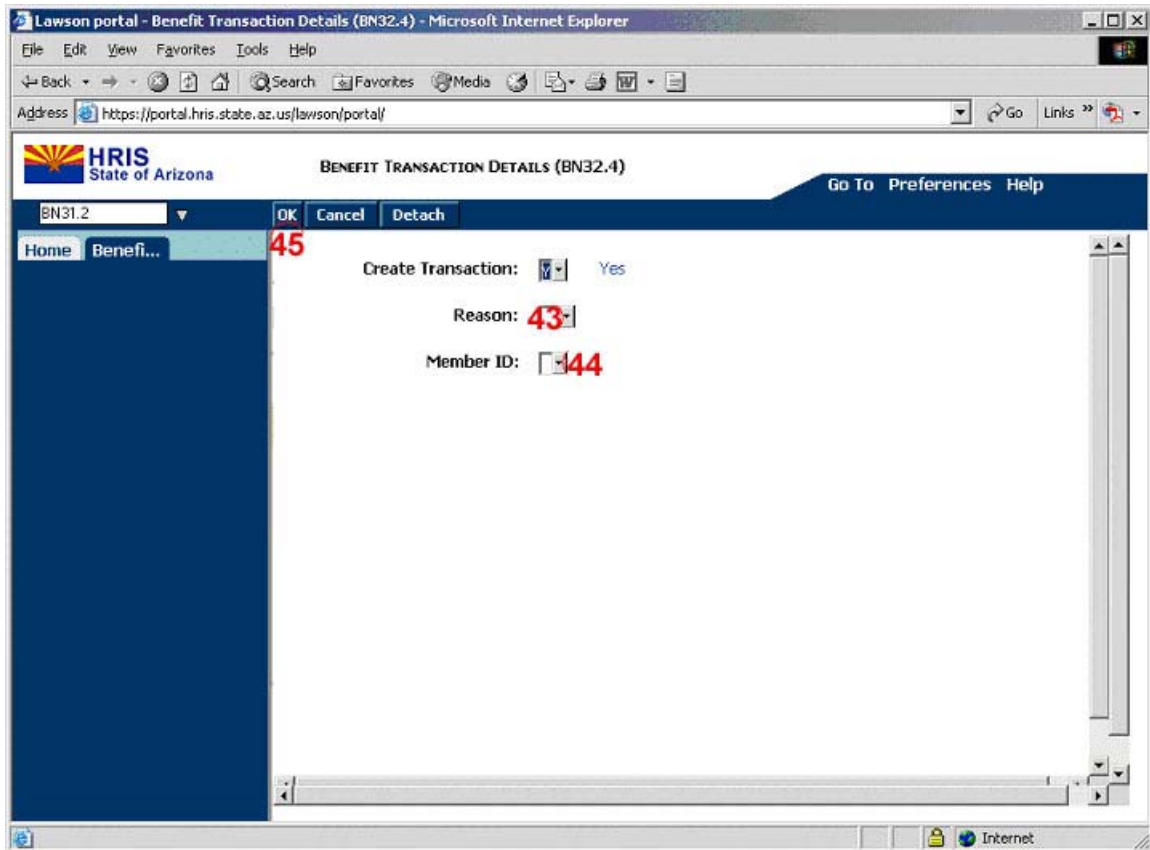 Lawson portal - Benefit Transaction Details (BN32.4) - Microsoft Internet Explorer
File Edit View Favorites Tools Help
Back Search Favorites Media
Address https://portal.hris.state.az.us/lawson/portal/ Go Links »
HRIS
State of Arizona
BENEFIT TRANSACTION DETAILS (BN32.4)
Go To Preferences Help
BN31.2 OK Cancel Detach
Home Benefi...
45
Create Transaction: Y Yes
Reason: 43
Member ID: 44
Internet